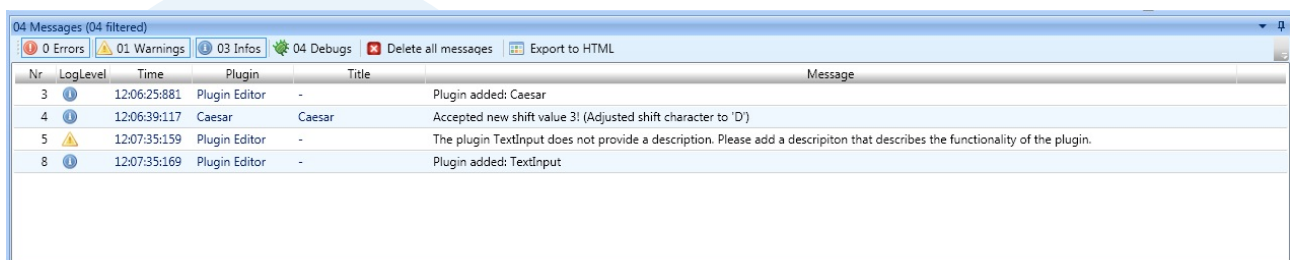 04 Messages (04 filtered)
0 Errors 01 Warnings 03 Infos 04 Debugs Delete all messages Export to HTML
Nr LogLevel Time Plugin Title Message
3 12:06:25:881 Plugin Editor - Plugin added: Caesar
4 12:06:39:117 Caesar Caesar Accepted new shift value 3! (Adjusted shift character to 'D')
5 12:07:35:159 Plugin Editor - The plugin TextInput does not provide a description. Please add a descripiton that describes the functionality of the plugin.
8 12:07:35:169 Plugin Editor - Plugin added: TextInput